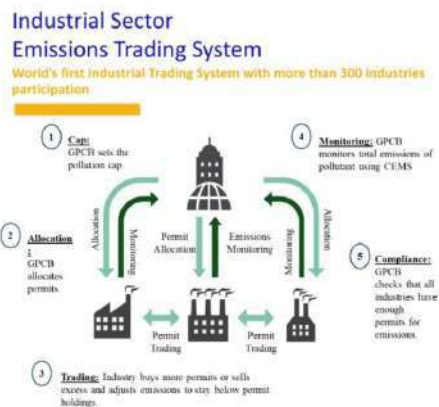 Industrial Sector
Emissions Trading System
World's first Industrial Trading System with more than 300 industries
participation
1
Cap:
GPCB sets the
pollution cap.
4
Monitoring: GPCB
monitors total emissions of
pollutant using CEMS
2
Allocation
:
GPCB
allocates
permits
Allocation
Monitoring
Permit
Allocation
Emissions-
Monitoring
Monitoring
Allocation
5
Compliance:
GPCB
checks that all
industries have
enough
permits for
emissions.
Permit
Trading
Permit
Trading
3
Trading: Industry buys more permits or sells
excess and adjusts emissions to stay below permit
holdings.